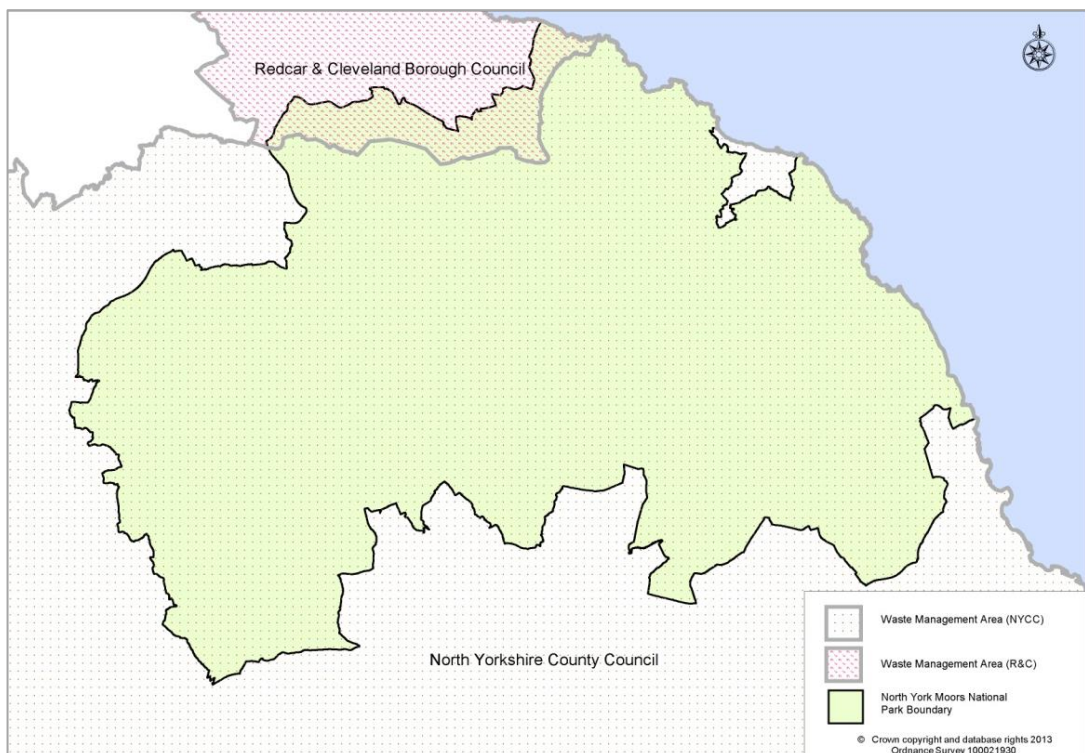 Redcar & Cleveland Borough Council
North Yorkshire County Council
Waste Management Area (NYCC)
Waste Management Area (R&C)
North York Moors National
Park Boundary
© Crown copyright and database rights 2013
Ordnance Survey 100021930